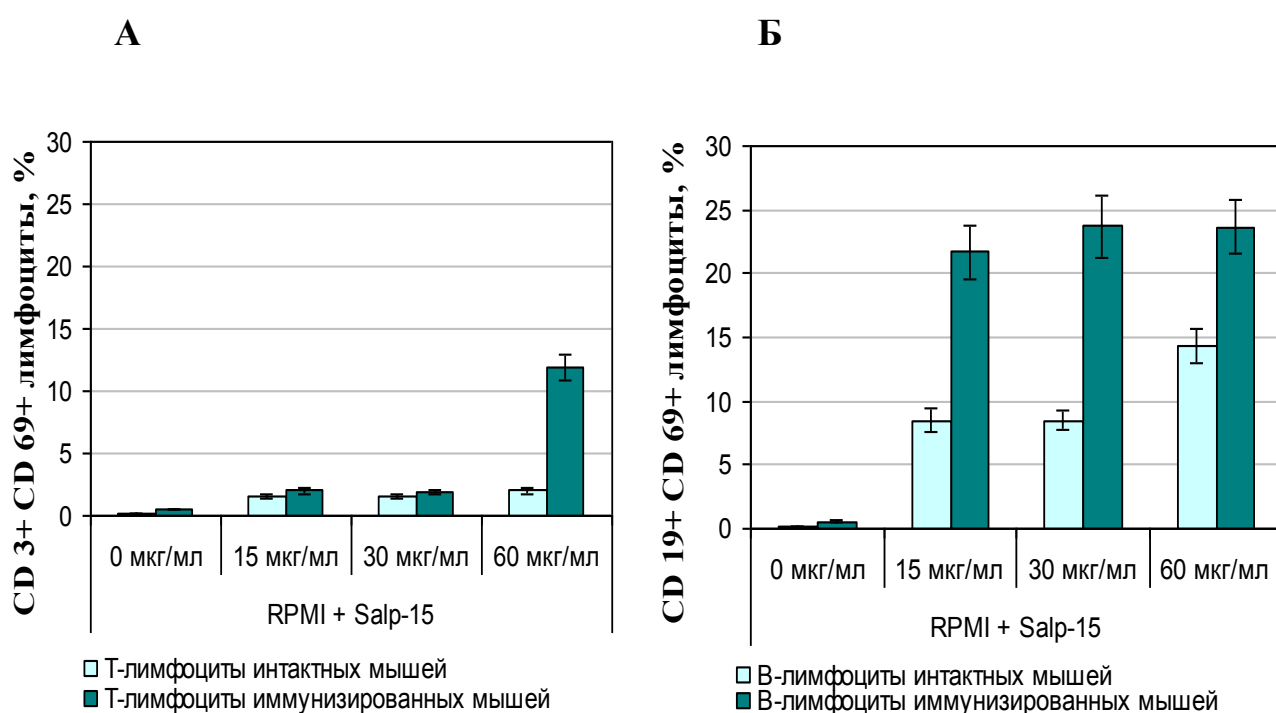 А
Б
CD 3+ CD 69+ лимфоциты, %
30
25
20
15
10
5
0
0 мкг/мл
15 мкг/мл
30 мкг/мл
60 мкг/мл
RPMI + Salp-15
Т-лимфоциты интактных мышей
Т-лимфоциты иммунизированных мышей
CD 19+ CD 69+ лимфоциты, %
30
25
20
15
10
5
0
0 мкг/мл
15 мкг/мл
30 мкг/мл
60 мкг/мл
RPMI + Salp-15
В-лимфоциты интактных мышей
В-лимфоциты иммунизированных мышей